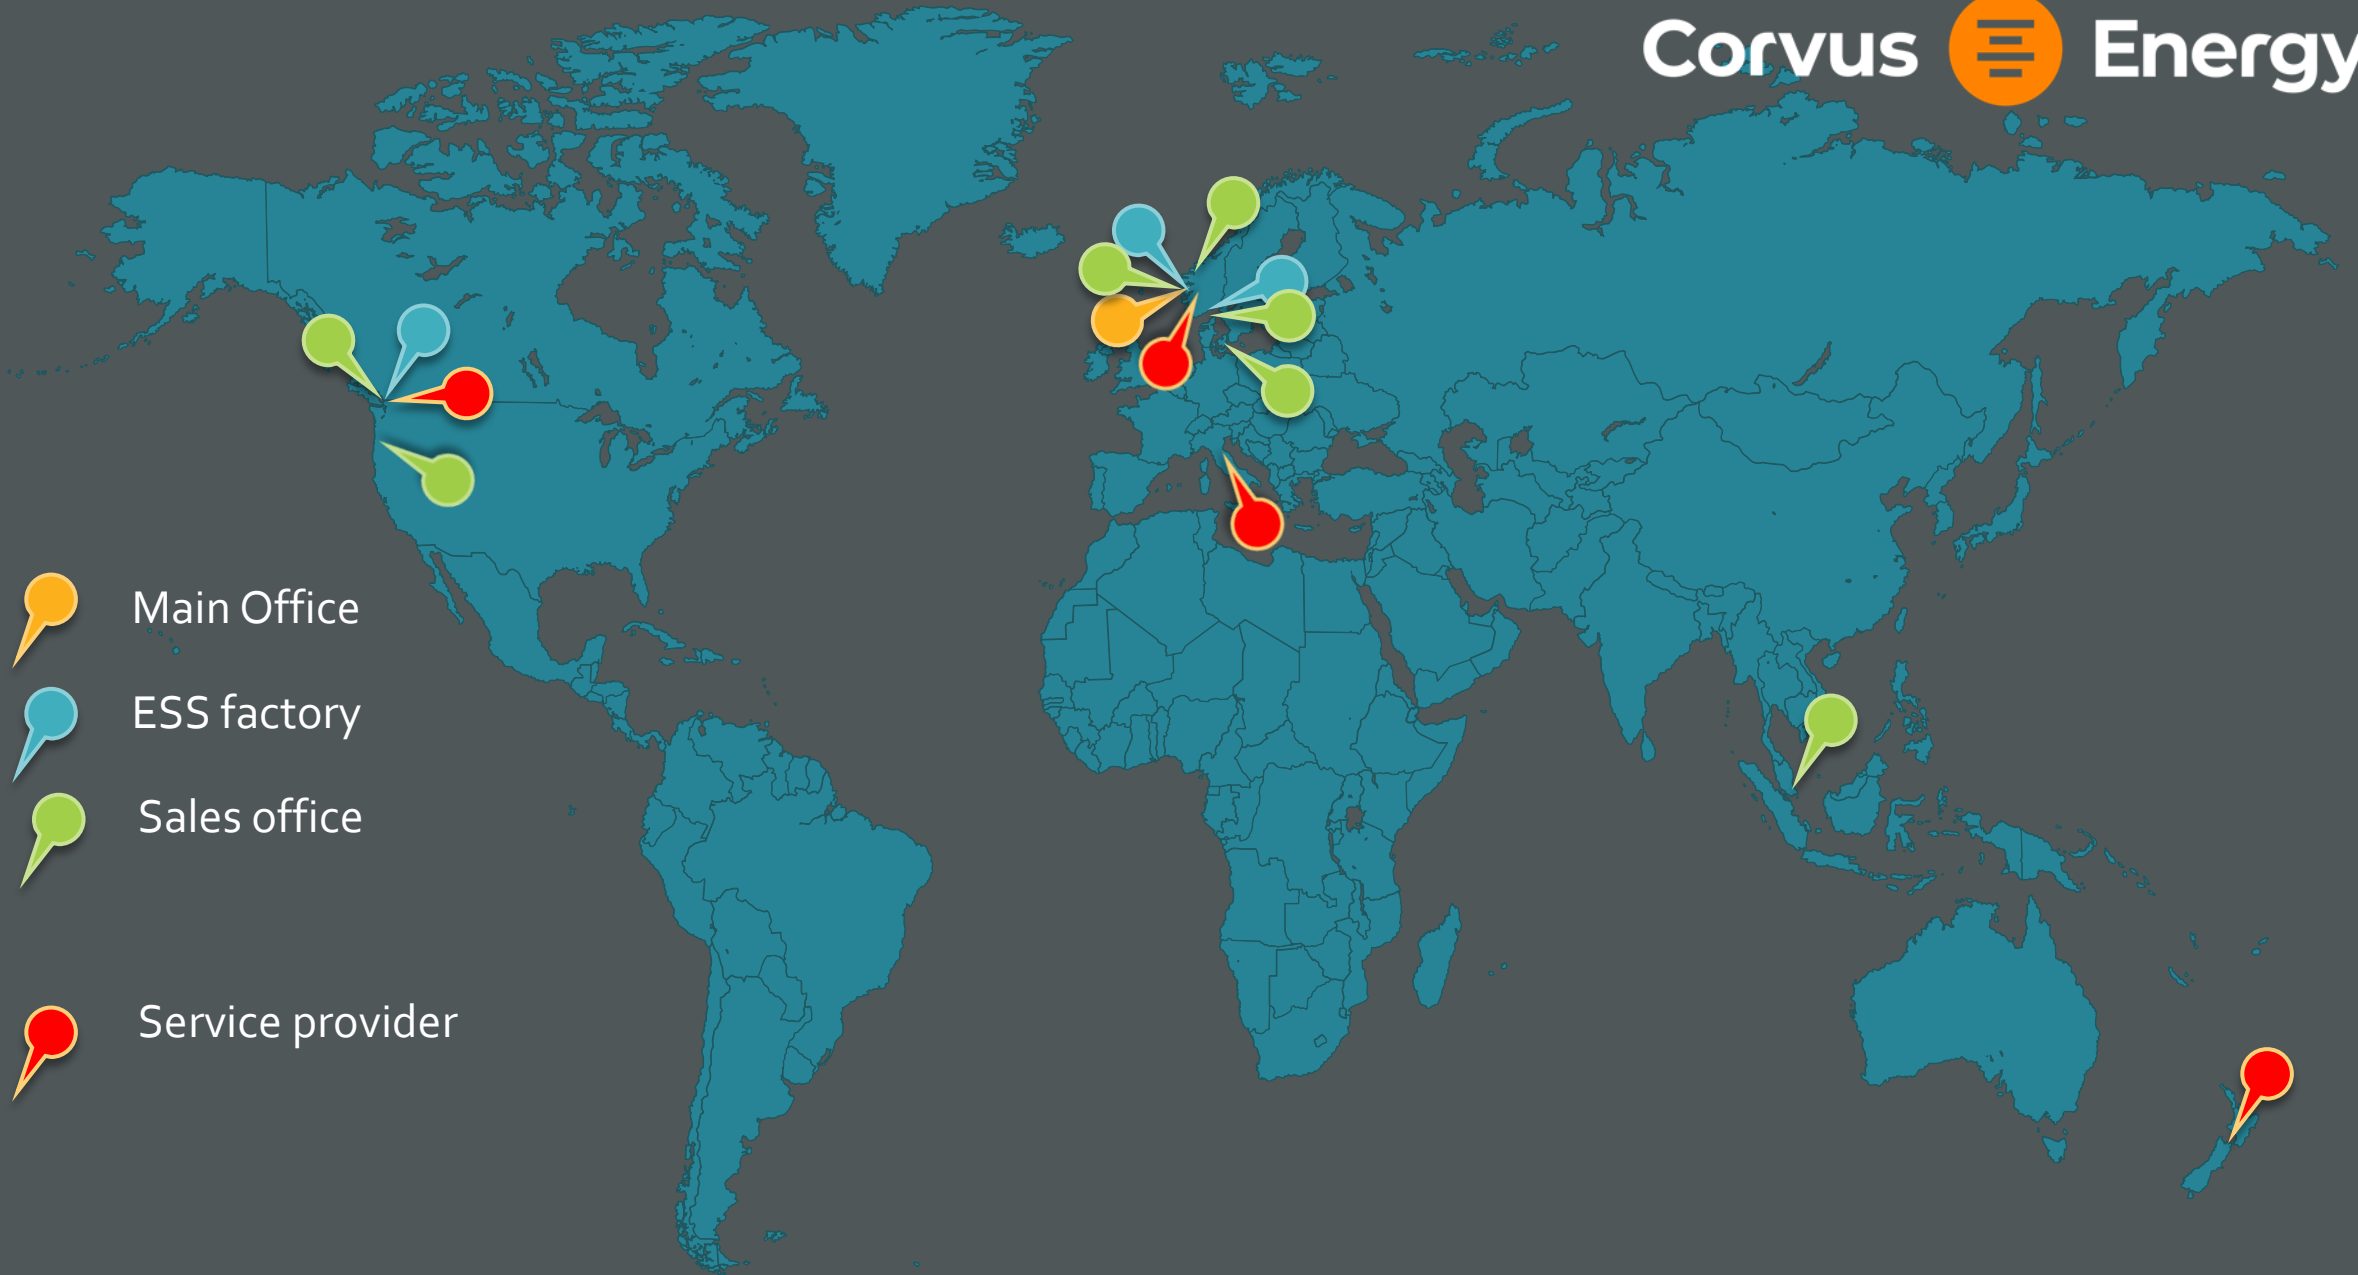 Corvus Energy
Main Office
ESS factory
Sales office
Service provider